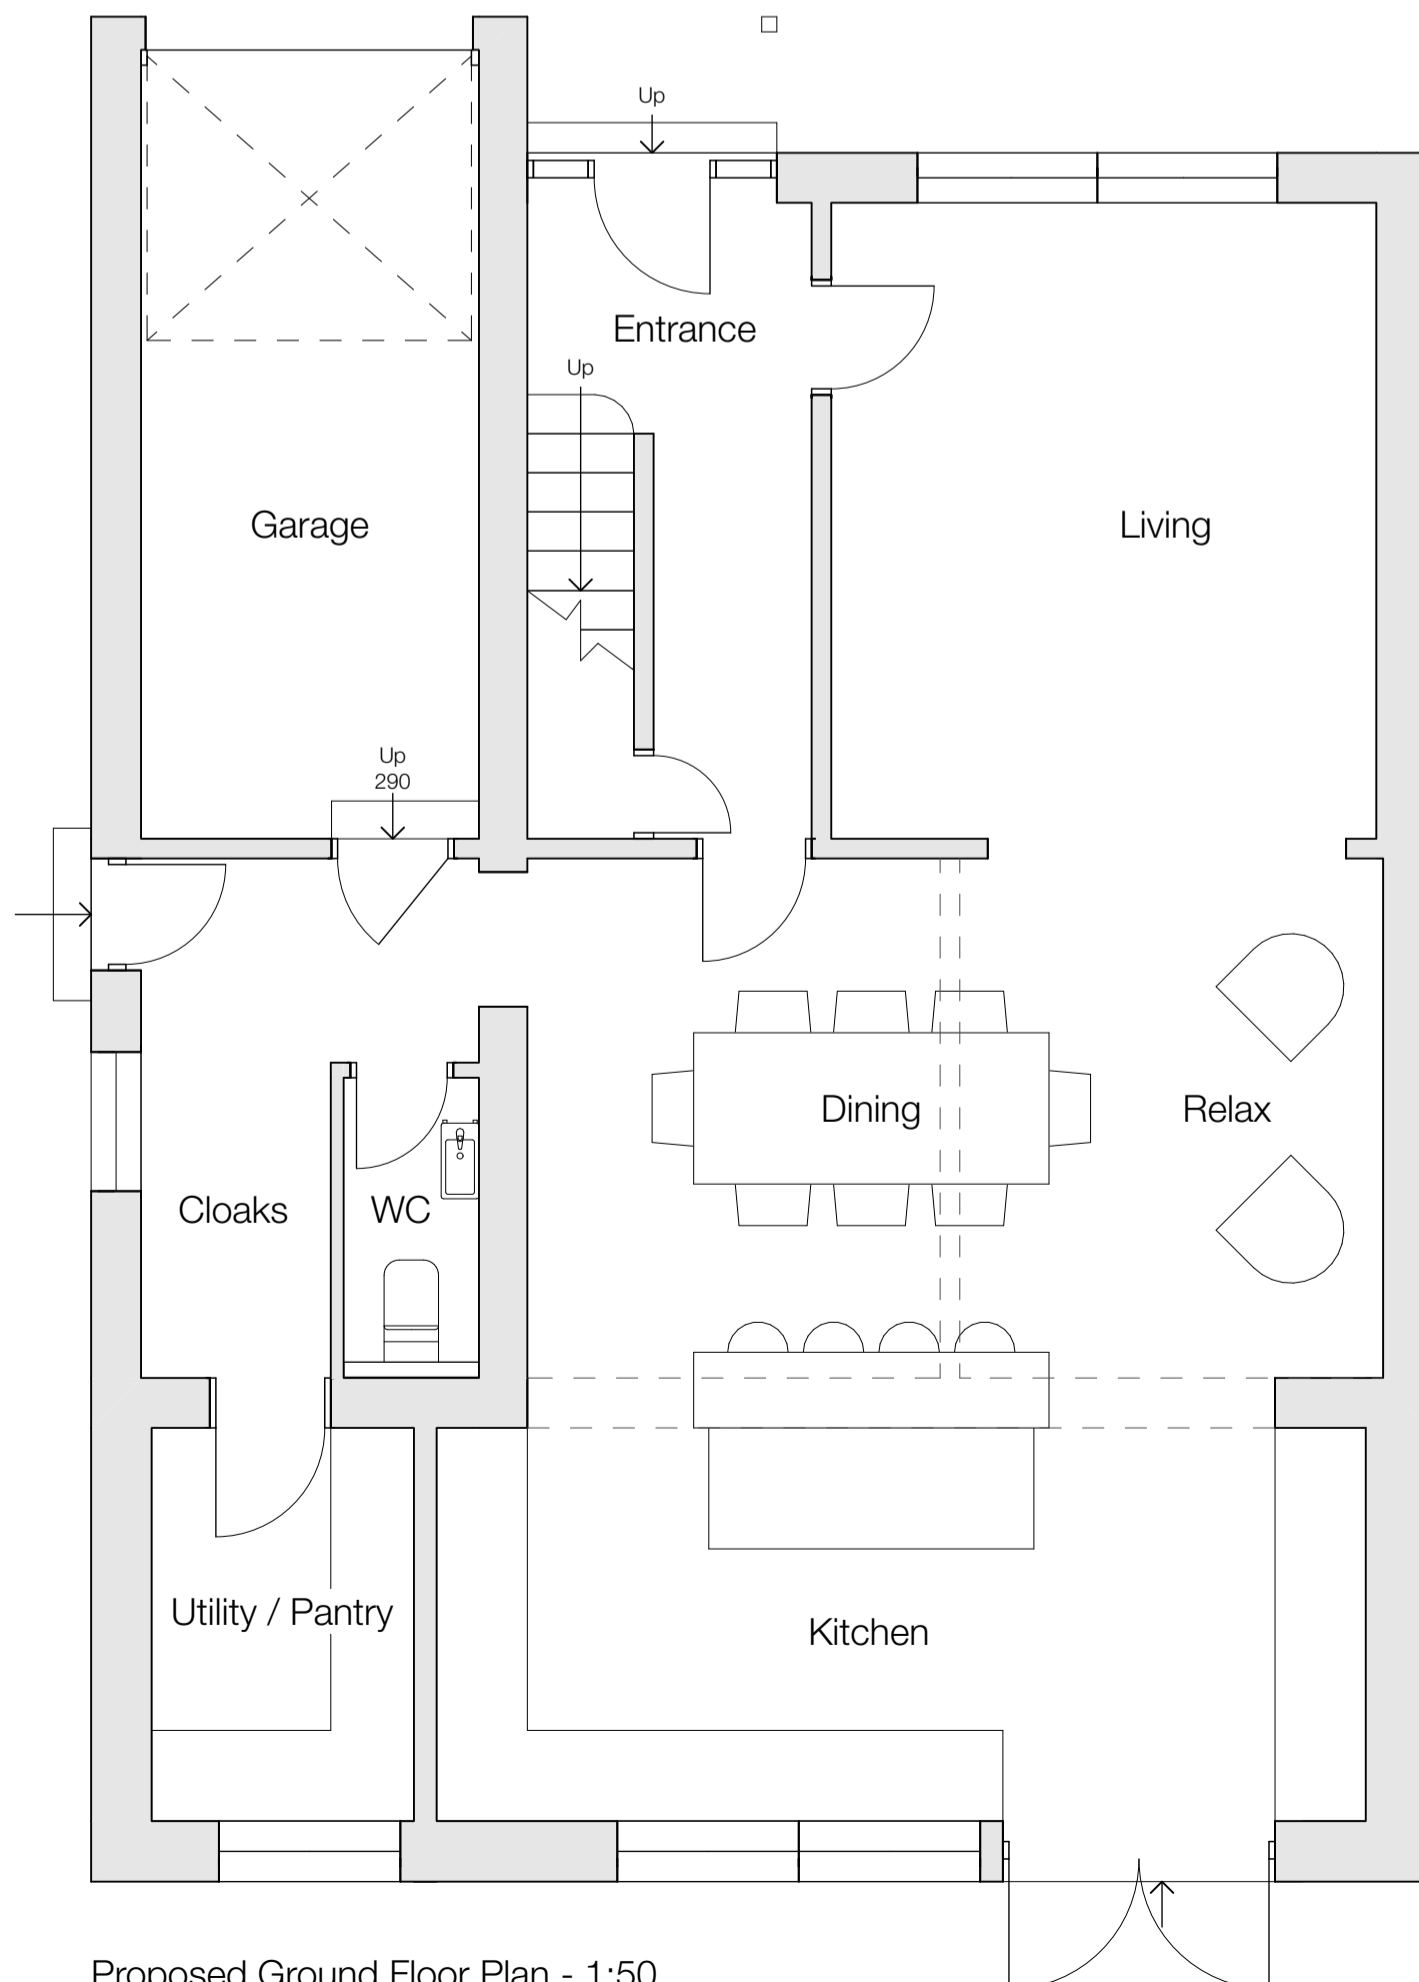 Up
Entrance
Up
Garage
Living
Up
290
Dining
Relax
Cloaks
WC
Utility / Pantry
Kitchen
Proposed Ground Floor Plan - 1:50